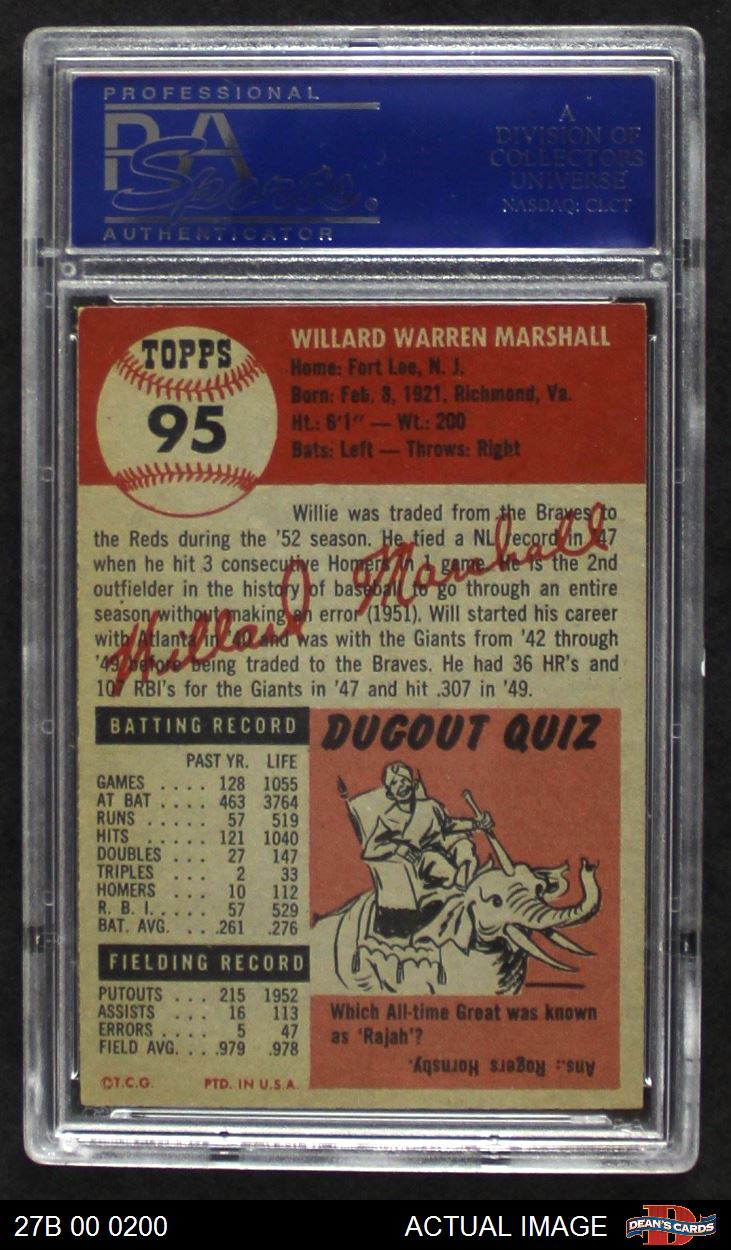 PROFESSIONAL
PSA
Sports
AUTHENTICATOR
A
DIVISION OF
COLLECTORS
UNIVERSE
NASDAQ: CLCT
TOPPS
95
WILLARD WARREN MARSHALL
Home: Fort Lee, N. J.
Born: Feb. 8, 1921, Richmond, Va.
Ht.: 6'1" — Wt.: 200
Bats: Left — Throws: Right
Willie was traded from the Braves to
the Reds during the '52 season. He tied a NL record in '47
when he hit 3 consecutive Homers in 1 game. He is the 2nd
outfielder in the history of baseball to go through an entire
season without making an error (1951). Will started his career
with Atlanta in '40 and was with the Giants from '42 through
'49 before being traded to the Braves. He had 36 HR's and
107 RBI's for the Giants in '47 and hit .307 in '49.
Willard Marshall
BATTING RECORD
PAST YR. LIFE
GAMES .... 128 1055
AT BAT .... 463 3764
RUNS .... 57 519
HITS .... 121 1040
DOUBLES ... 27 147
TRIPLES ... 2 33
HOMERS ... 10 112
R. B. I. .... 57 529
BAT. AVG. ... .261 .276
FIELDING RECORD
PUTOUTS ... 215 1952
ASSISTS ... 16 113
ERRORS .... 5 47
FIELD AVG. .. .979 .978
©T.C.G. PTD. IN U.S.A.
DUGOUT QUIZ
Which All-time Great was known
as 'Rajah'?
Ans.: Rogers Hornsby.
27B 00 0200
ACTUAL IMAGE
D
DEAN'S CARDS